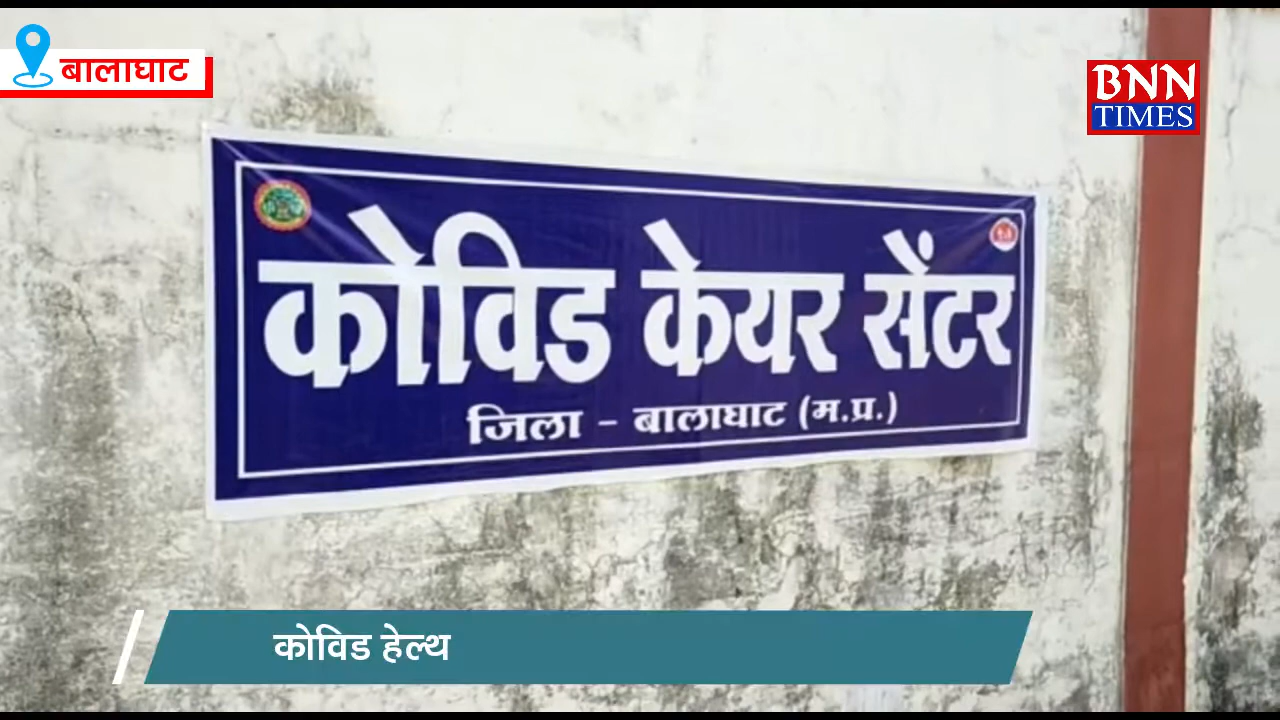 बालाघाट
BNN
TIMES
कोविड केयर सेंटर
जिला - बालाघाट (म.प्र.)
कोविड हेल्थ